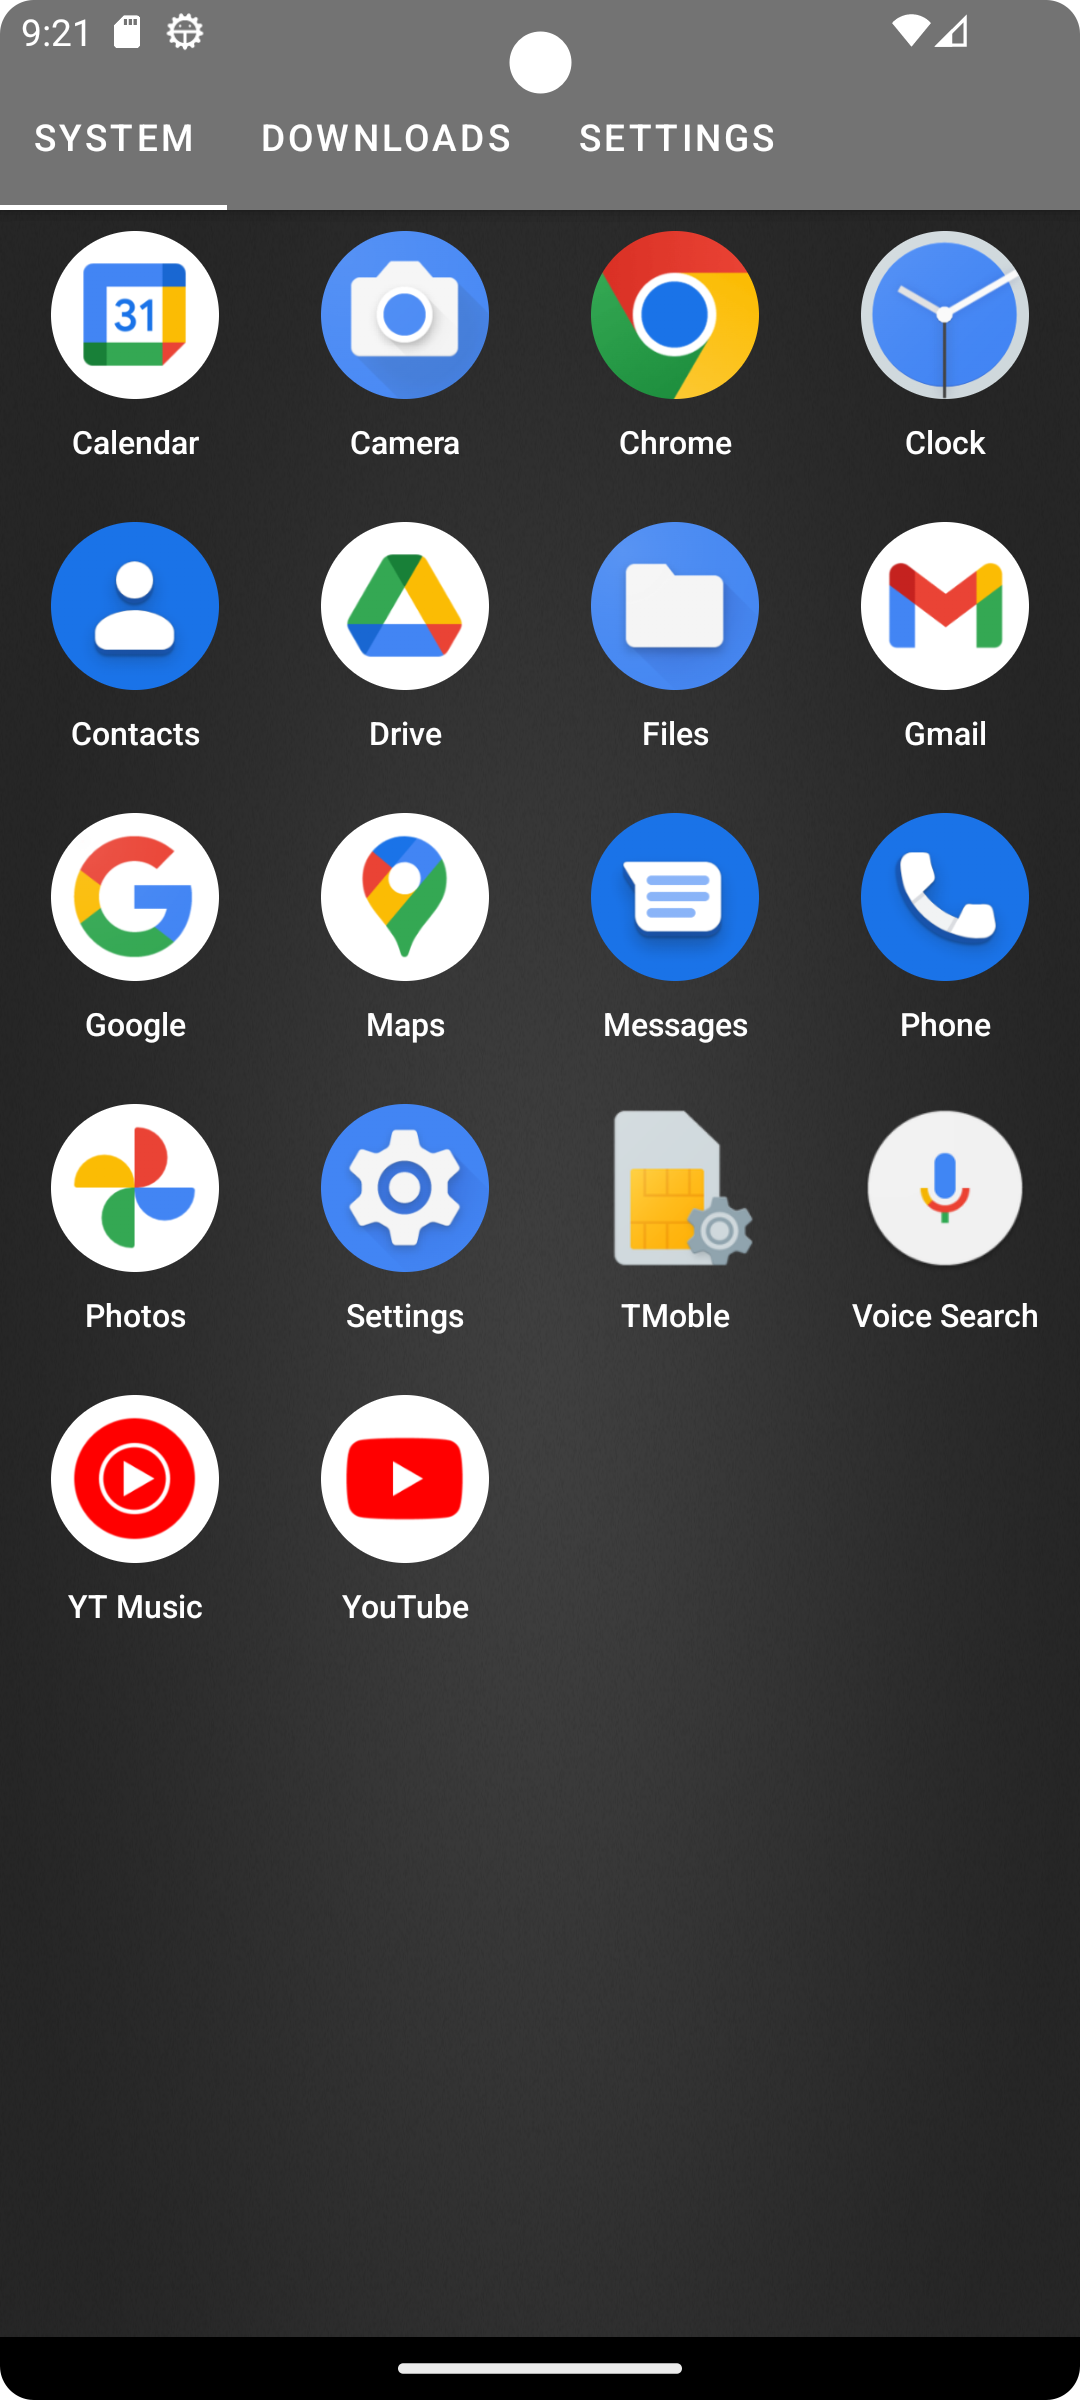 9:21
SYSTEM DOWNLOADS SETTINGS
31
Calendar Camera Chrome Clock
Contacts Drive Files Gmail
Google Maps Messages Phone
Photos Settings TMoble Voice Search
YT Music YouTube